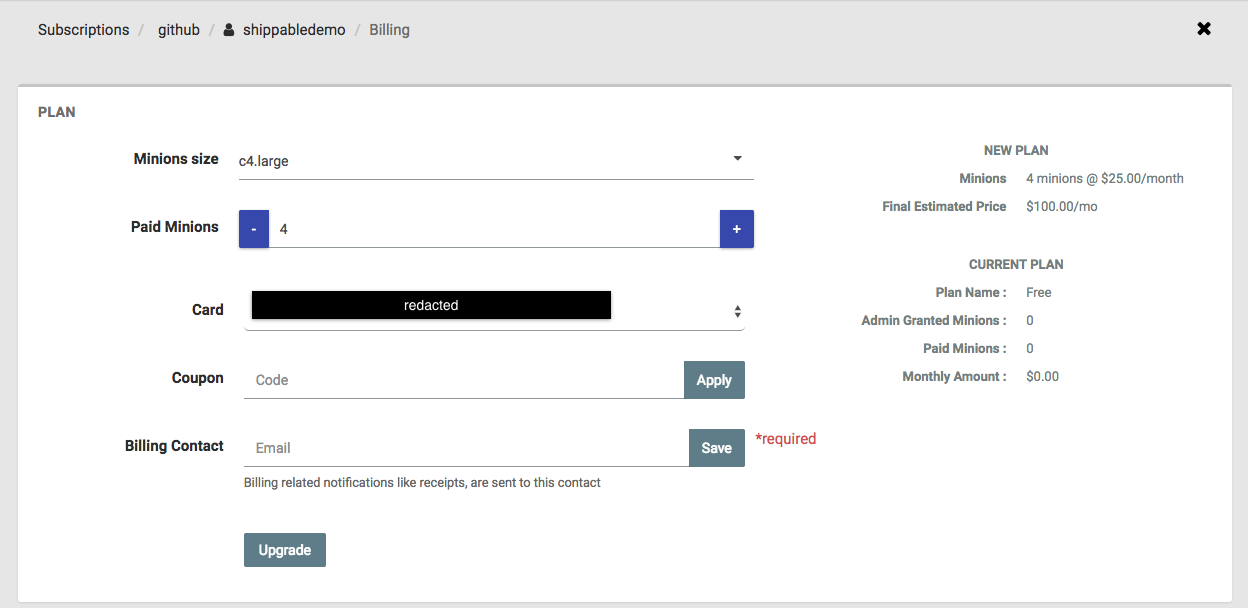 Subscriptions / github / shippabledemo / Billing
PLAN
Minions size c4.large
Paid Minions - 4 +
Card redacted
Coupon Code Apply
Billing Contact Email Save *required
Billing related notifications like receipts, are sent to this contact
Upgrade
NEW PLAN
Minions 4 minions @ $25.00/month
Final Estimated Price $100.00/mo
CURRENT PLAN
Plan Name : Free
Admin Granted Minions : 0
Paid Minions : 0
Monthly Amount : $0.00